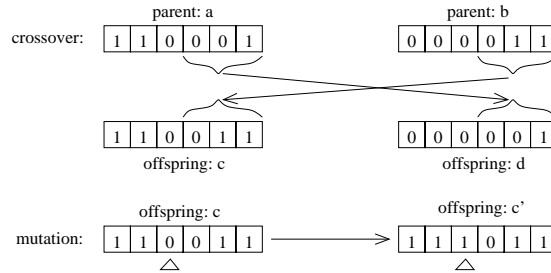 parent: a parent: b
crossover: 1 1 0 0 0 1 0 0 0 0 1 1
1 1 0 0 1 1 0 0 0 0 0 1
offspring: c offspring: d
offspring: c offspring: c'
mutation: 1 1 0 0 1 1 1 1 1 0 1 1